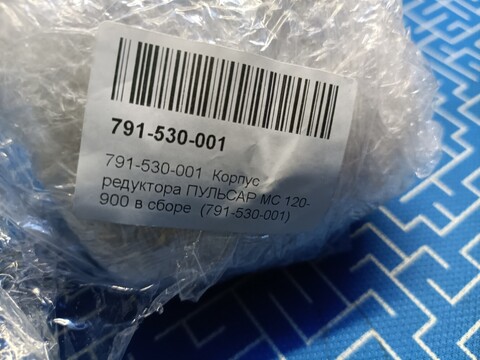 791-530-001
791-530-001 Корпус
редуктора ПУЛЬСАР МС 120-
900 в сборе (791-530-001)